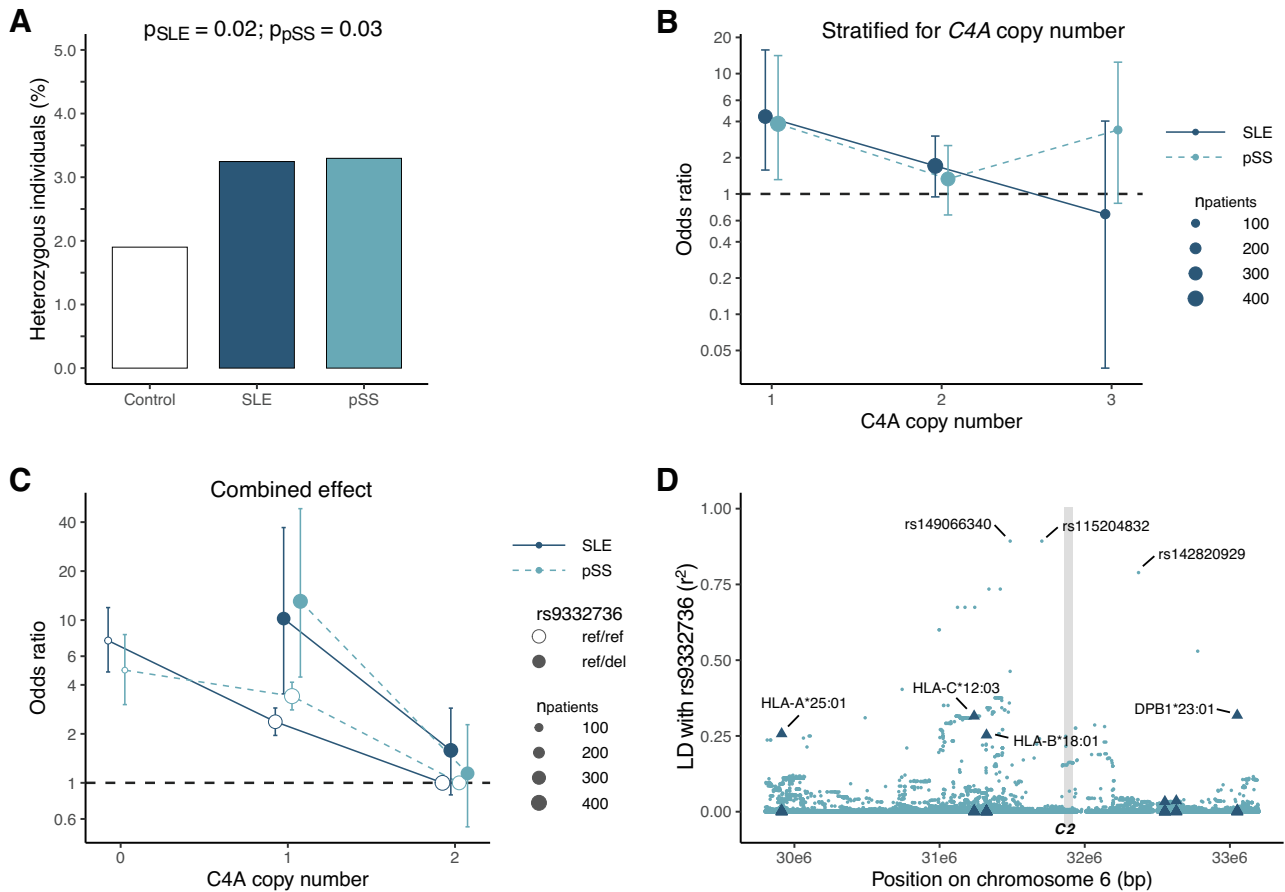 A
pSLE = 0.02; ppSS = 0.03
Heterozygous individuals (%)
5.0
4.0
3.0
2.0
1.0
0.0
Control
SLE
pSS
B
Stratified for C4A copy number
Odds ratio
20
10
6
4
2
1
0.6
0.4
0.2
0.1
0.05
1
2
3
C4A copy number
SLE
pSS
npatients
100
200
300
400
C
Combined effect
Odds ratio
40
20
10
6
4
2
1
0.6
0
1
2
C4A copy number
SLE
pSS
rs9332736
ref/ref
ref/del
npatients
100
200
300
400
D
LD with rs9332736 (r²)
1.00
0.75
0.50
0.25
0.00
rs149066340
rs115204832
rs142820929
HLA-A*25:01
HLA-C*12:03
HLA-B*18:01
DPB1*23:01
C2
30e6
31e6
32e6
33e6
Position on chromosome 6 (bp)